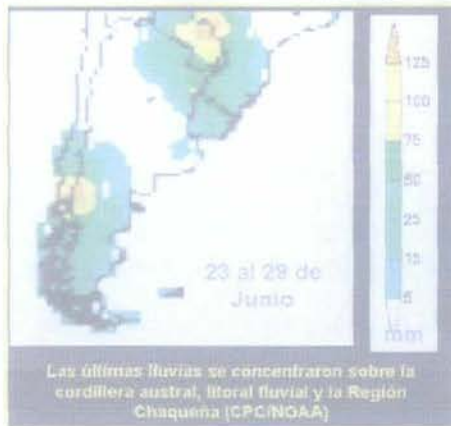 125
100
75
50
25
15
5
mm
23 al 29 de
Junio
Las últimas lluvias se concentraron sobre la
cordillera austral, litoral fluvial y la Región
Chaqueña (CPC/NOAA)